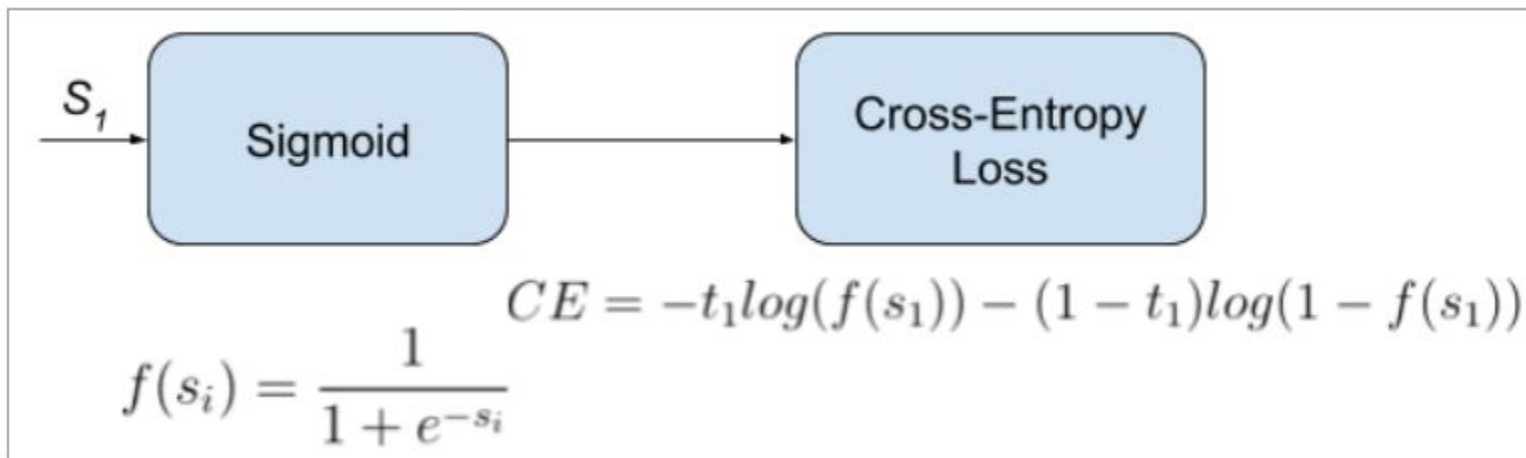 S₁
Sigmoid
Cross-Entropy
Loss
CE = −t₁log(f(s₁)) − (1 − t₁)log(1 − f(s₁))
f(sᵢ) = 1 / (1 + e^{−sᵢ})